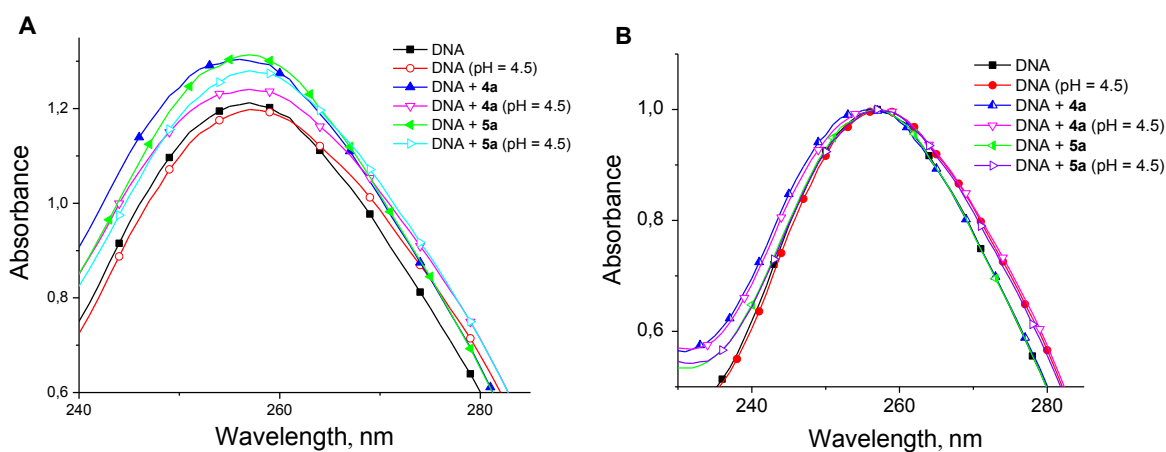 A
DNA
DNA (pH = 4.5)
DNA + 4a
DNA + 4a (pH = 4.5)
DNA + 5a
DNA + 5a (pH = 4.5)
1,2
1,0
0,8
0,6
240
260
280
Absorbance
Wavelength, nm
B
DNA
DNA (pH = 4.5)
DNA + 4a
DNA + 4a (pH = 4.5)
DNA + 5a
DNA + 5a (pH = 4.5)
1,0
0,8
0,6
240
260
280
Absorbance
Wavelength, nm